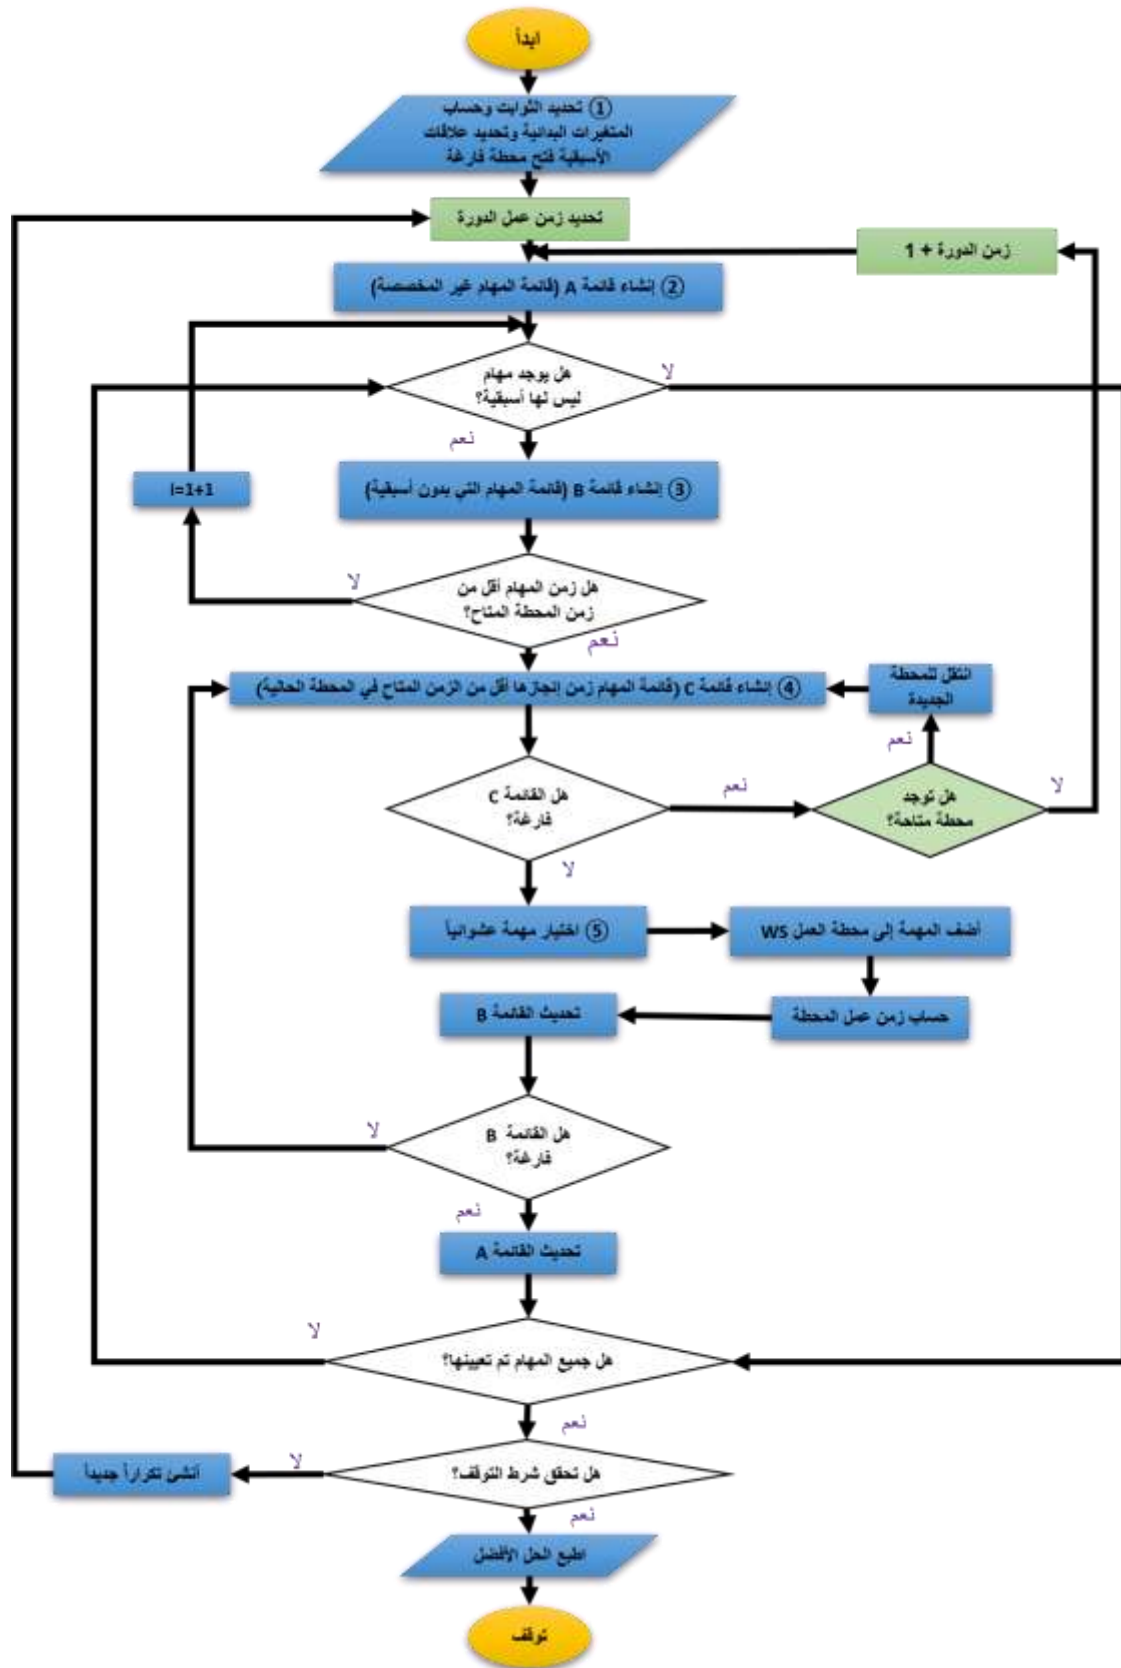 ابدأ
① تحديد الثوابت وحساب
المتغيرات البدائية وتحديد علاقات
الأسبقية فتح محطة فارغة
تحديد زمن عمل الدورة
زمن الدورة + 1
② إنشاء قائمة A (قائمة المهام غير المخصصة)
هل يوجد مهام
ليس لها أسبقية؟
لا
نعم
③ إنشاء قائمة B (قائمة المهام التي بدون أسبقية)
I=1+1
هل زمن المهام أقل من
زمن المحطة المتاح؟
لا
نعم
④ إنشاء قائمة C (قائمة المهام زمن إنجازها أقل من الزمن المتاح في المحطة الحالية)
انتقل للمحطة
الجديدة
نعم
هل القائمة C
فارغة؟
نعم
هل توجد
محطة متاحة؟
لا
لا
⑤ اختيار مهمة عشوائياً
أضف المهمة إلى محطة العمل WS
حساب زمن عمل المحطة
تحديث القائمة B
هل القائمة B
فارغة؟
لا
نعم
تحديث القائمة A
هل جميع المهام تم تعيينها؟
لا
نعم
هل تحقق شرط التوقف؟
لا
أنشئ تكراراً جديداً
نعم
اطبع الحل الأفضل
توقف